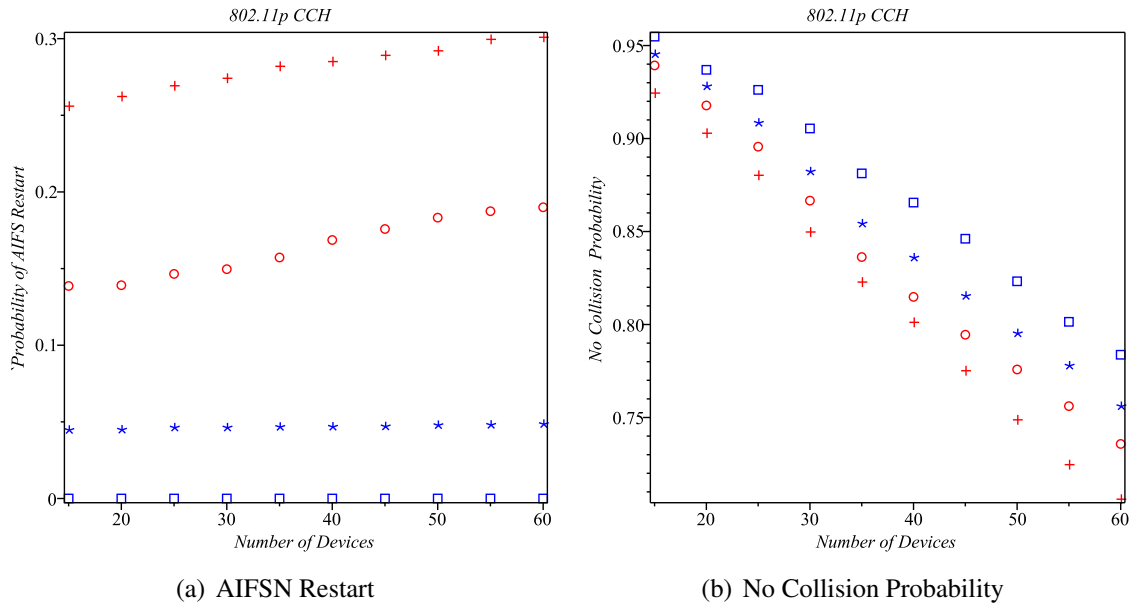 802.11p CCH
802.11p CCH
0.3
0.2
0.1
0
`Probability of AIFS Restart
20
30
40
50
60
Number of Devices
0.95
0.90
0.85
0.80
0.75
No Collision Probability
20
30
40
50
60
Number of Devices
(a) AIFSN Restart
(b) No Collision Probability